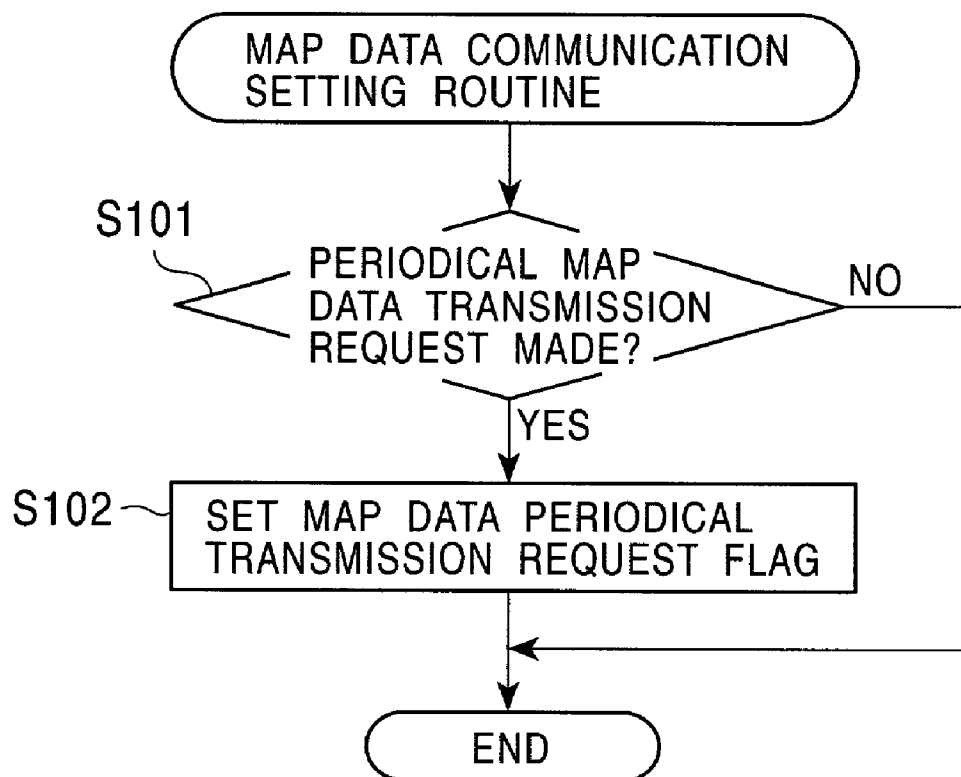 MAP DATA COMMUNICATION
SETTING ROUTINE
S101
PERIODICAL MAP
DATA TRANSMISSION
REQUEST MADE?
NO
YES
S102
SET MAP DATA PERIODICAL
TRANSMISSION REQUEST FLAG
END